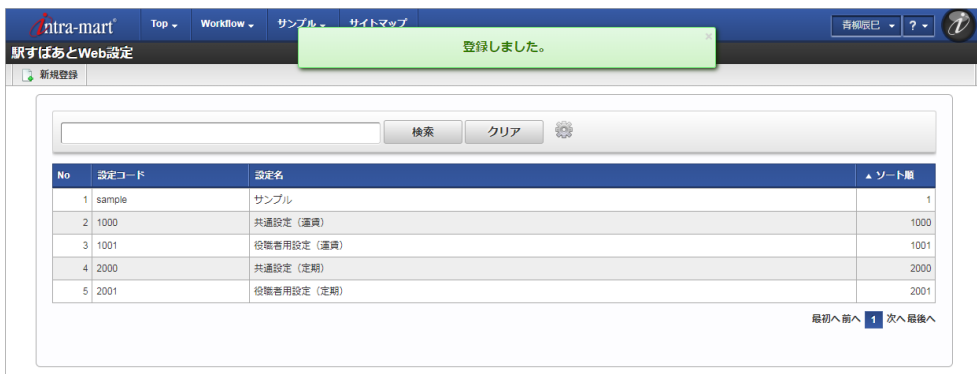 intra-mart Top Workflow サンプル サイトマップ 青柳辰巳 ?
登録しました。 ×
駅すぱあとWeb設定
新規登録
検索 クリア
No 設定コード 設定名 ▲ ソート順
1 sample サンプル 1
2 1000 共通設定（運賃） 1000
3 1001 役職者用設定（運賃） 1001
4 2000 共通設定（定期） 2000
5 2001 役職者用設定（定期） 2001
最初へ 前へ 1 次へ 最後へ